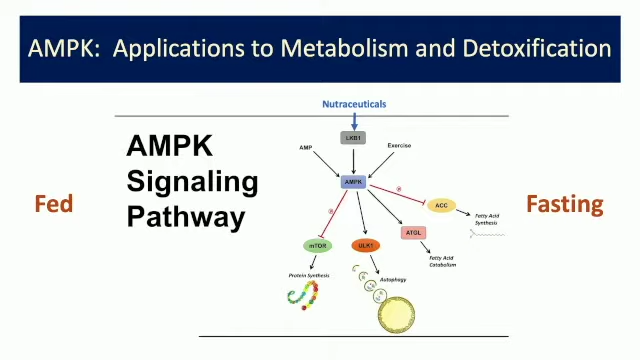 AMPK: Applications to Metabolism and Detoxification
Nutraceuticals
AMPK
Signaling
Pathway
Fed
Fasting
LKB1
AMP
Exercise
AMPK
ACC
Fatty Acid
Synthesis
ATGL
Fatty Acid
Catabolism
mTOR
ULK1
Protein Synthesis
Autophagy